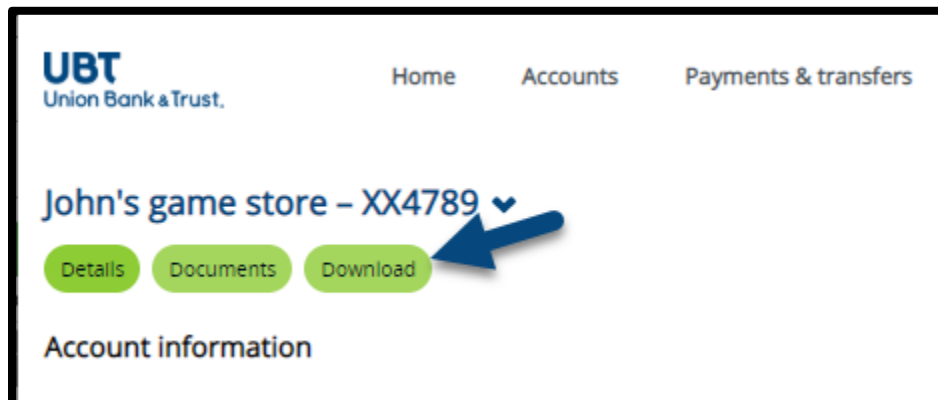 UBT
Union Bank & Trust.
Home Accounts Payments & transfers
John's game store – XX4789
Details Documents Download
Account information